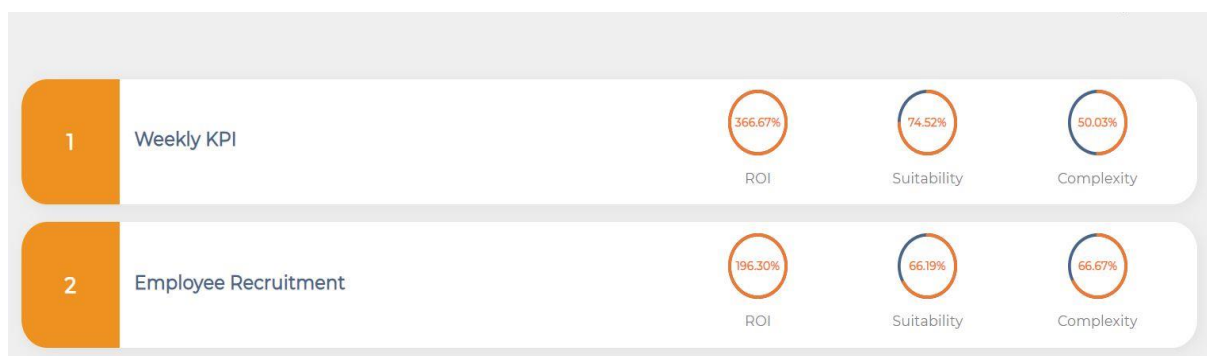 1
Weekly KPI
366.67%
74.52%
50.03%
ROI
Suitability
Complexity
2
Employee Recruitment
196.30%
66.19%
66.67%
ROI
Suitability
Complexity